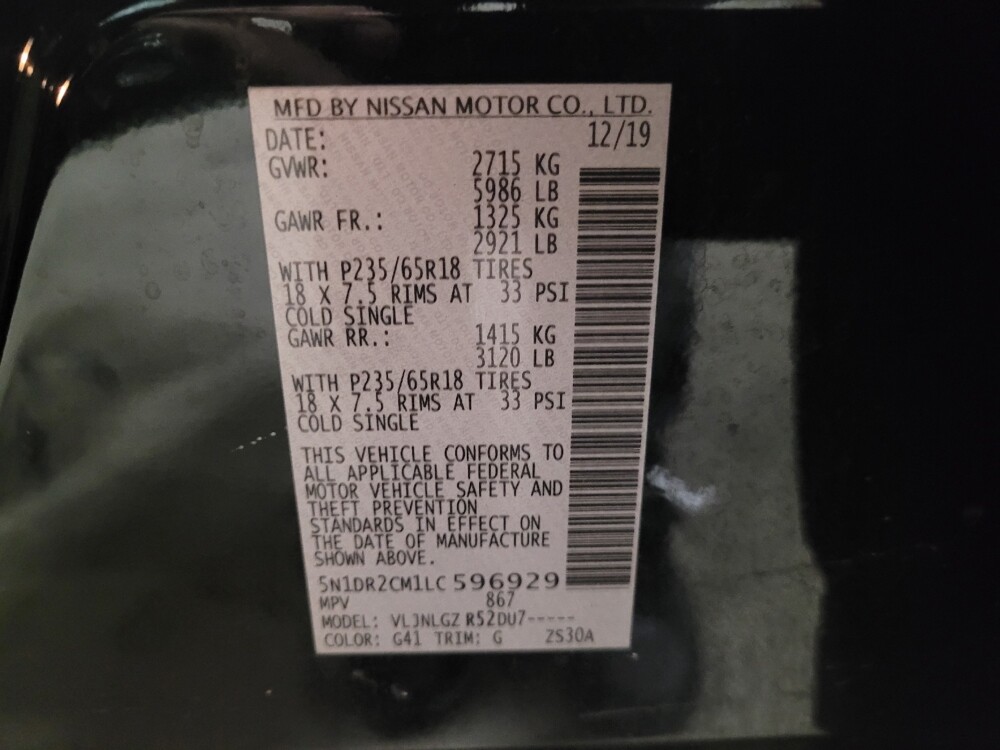 MFD BY NISSAN MOTOR CO., LTD.
DATE: 12/19
GVWR: 2715 KG
5986 LB
GAWR FR.: 1325 KG
2921 LB
WITH P235/65R18 TIRES
18 X 7.5 RIMS AT 33 PSI
COLD SINGLE
GAWR RR.: 1415 KG
3120 LB
WITH P235/65R18 TIRES
18 X 7.5 RIMS AT 33 PSI
COLD SINGLE
THIS VEHICLE CONFORMS TO
ALL APPLICABLE FEDERAL
MOTOR VEHICLE SAFETY AND
THEFT PREVENTION
STANDARDS IN EFFECT ON
THE DATE OF MANUFACTURE
SHOWN ABOVE.
5N1DR2CM1LC 596929
MPV 867
MODEL: VLJNLGZ R52DU7-----
COLOR: G41 TRIM: G ZS30A